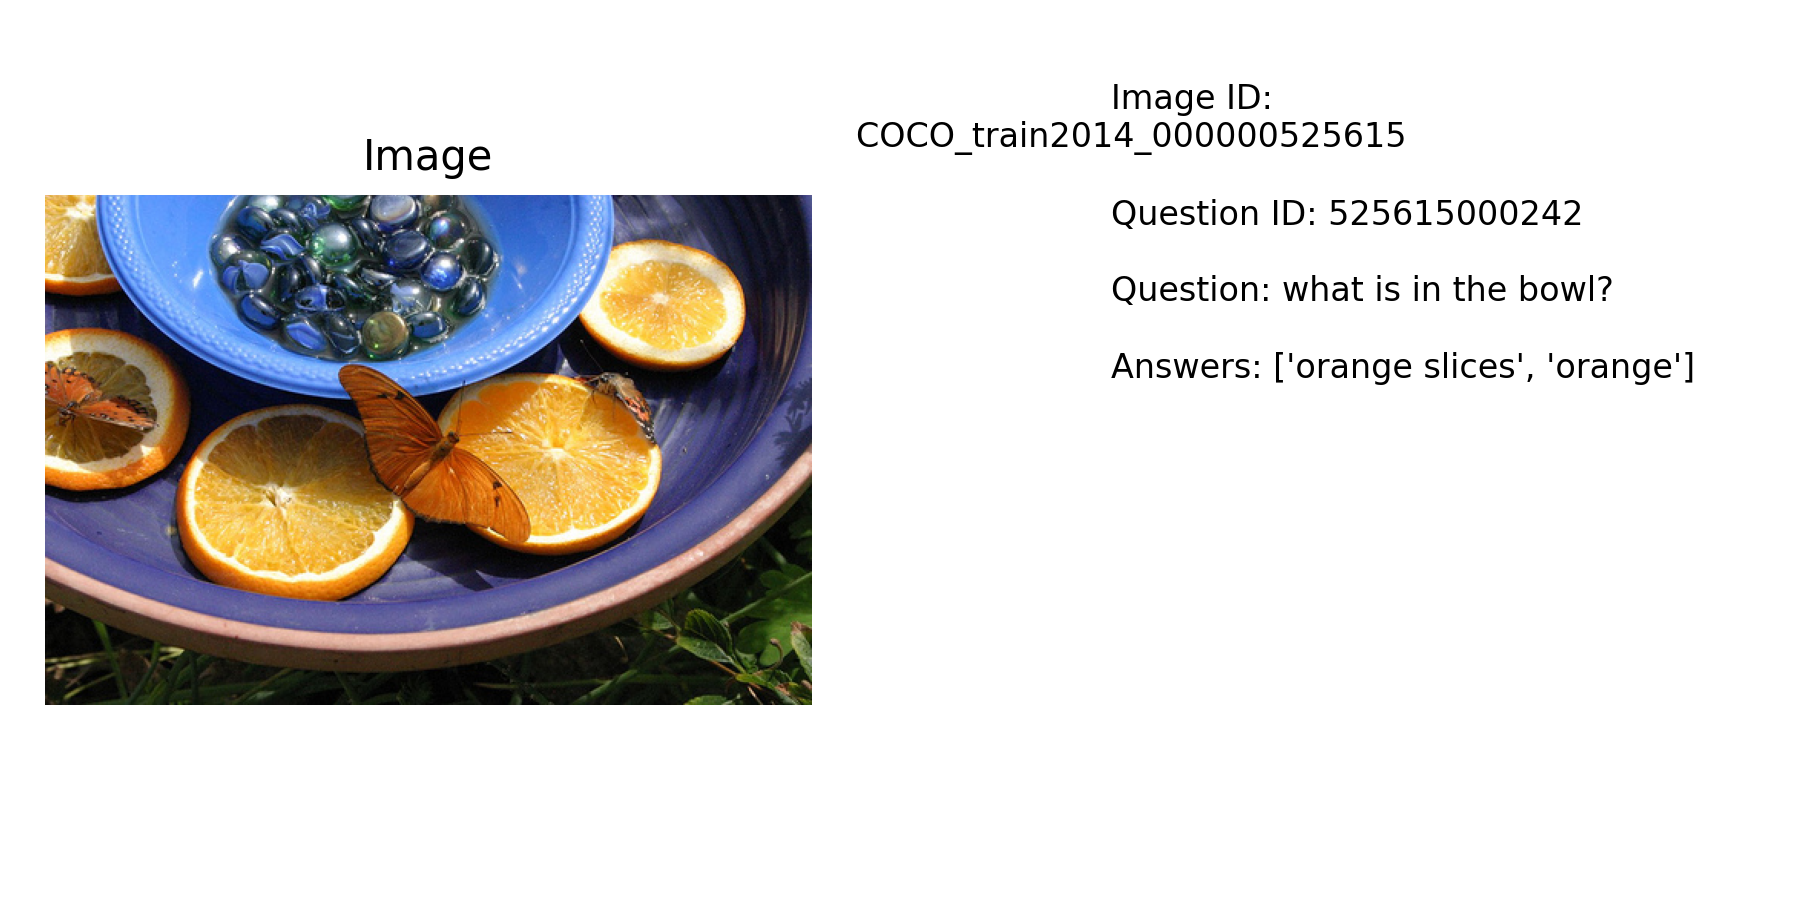 Image
Image ID:
COCO_train2014_000000525615
Question ID: 525615000242
Question: what is in the bowl?
Answers: ['orange slices', 'orange']